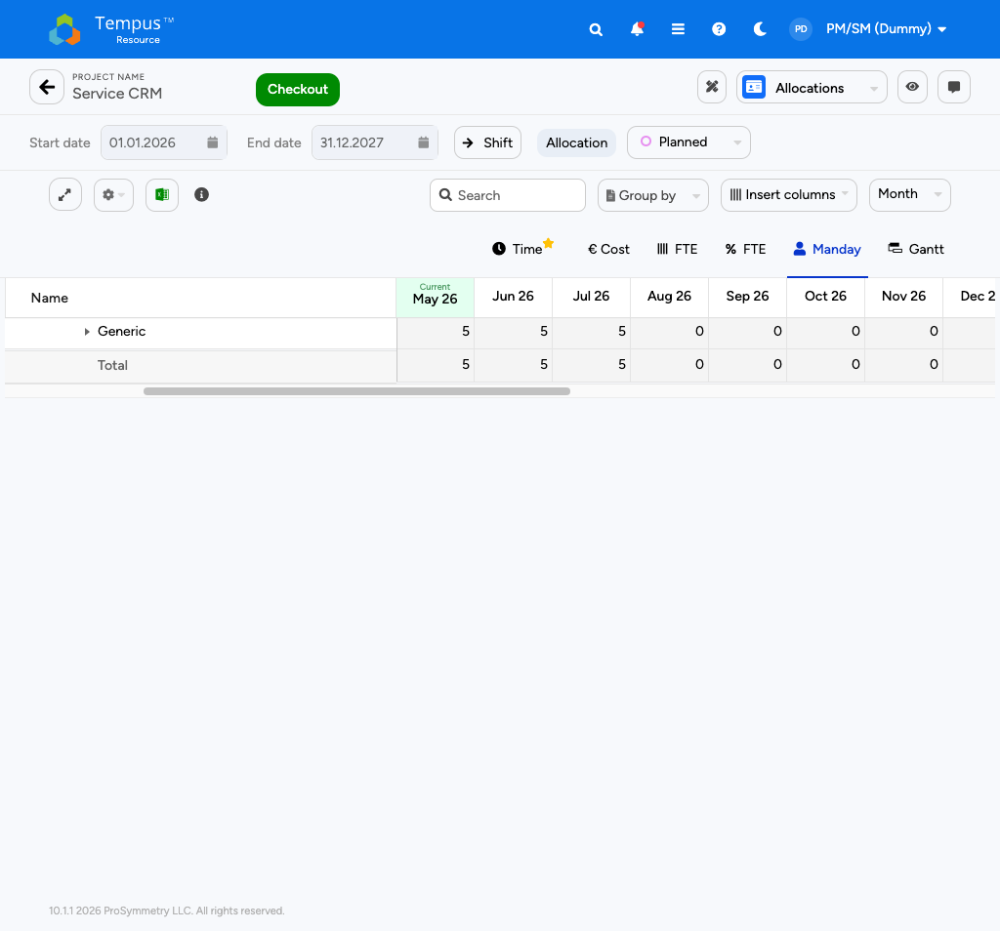 Tempus™
Resource
PD PM/SM (Dummy)
PROJECT NAME
Service CRM
Checkout
Allocations
Start date 01.01.2026 End date 31.12.2027 Shift Allocation Planned
Search Group by Insert columns Month
Time € Cost FTE % FTE Manday Gantt
Current
Name May 26 Jun 26 Jul 26 Aug 26 Sep 26 Oct 26 Nov 26 Dec 2
Generic 5 5 5 0 0 0 0
Total 5 5 5 0 0 0 0
10.1.1 2026 ProSymmetry LLC. All rights reserved.